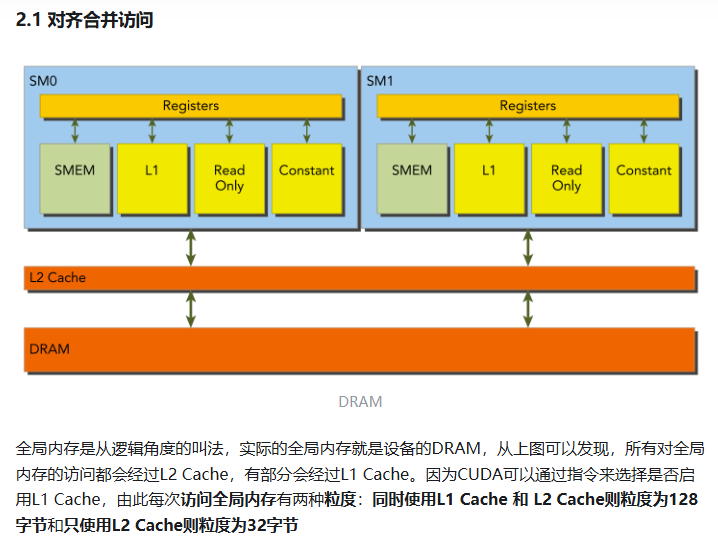 2.1 对齐合并访问
SM0
SM1
Registers
Registers
SMEM
L1
Read
Only
Constant
SMEM
L1
Read
Only
Constant
L2 Cache
DRAM
DRAM
全局内存是从逻辑角度的叫法，实际的全局内存就是设备的DRAM，从上图可以发现，所有对全局
内存的访问都会经过L2 Cache，有部分会经过L1 Cache。因为CUDA可以通过指令来选择是否启
用L1 Cache，由此每次访问全局内存有两种粒度：同时使用L1 Cache 和 L2 Cache则粒度为128
字节和只使用L2 Cache则粒度为32字节